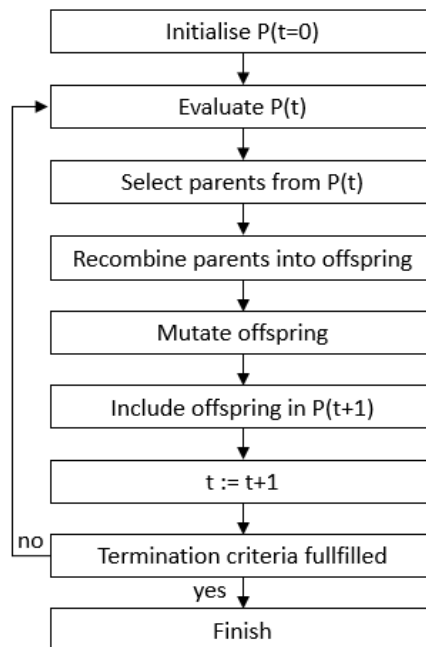 Initialise P(t=0)
Evaluate P(t)
Select parents from P(t)
Recombine parents into offspring
Mutate offspring
Include offspring in P(t+1)
t := t+1
no
Termination criteria fullfilled
yes
Finish